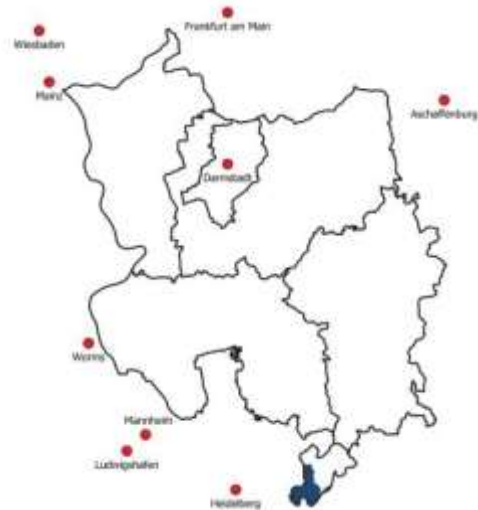 Frankfurt am Main
Wiesbaden
Mainz
Aschaffenburg
Darmstadt
Worms
Mannheim
Ludwigshafen
Heidelberg